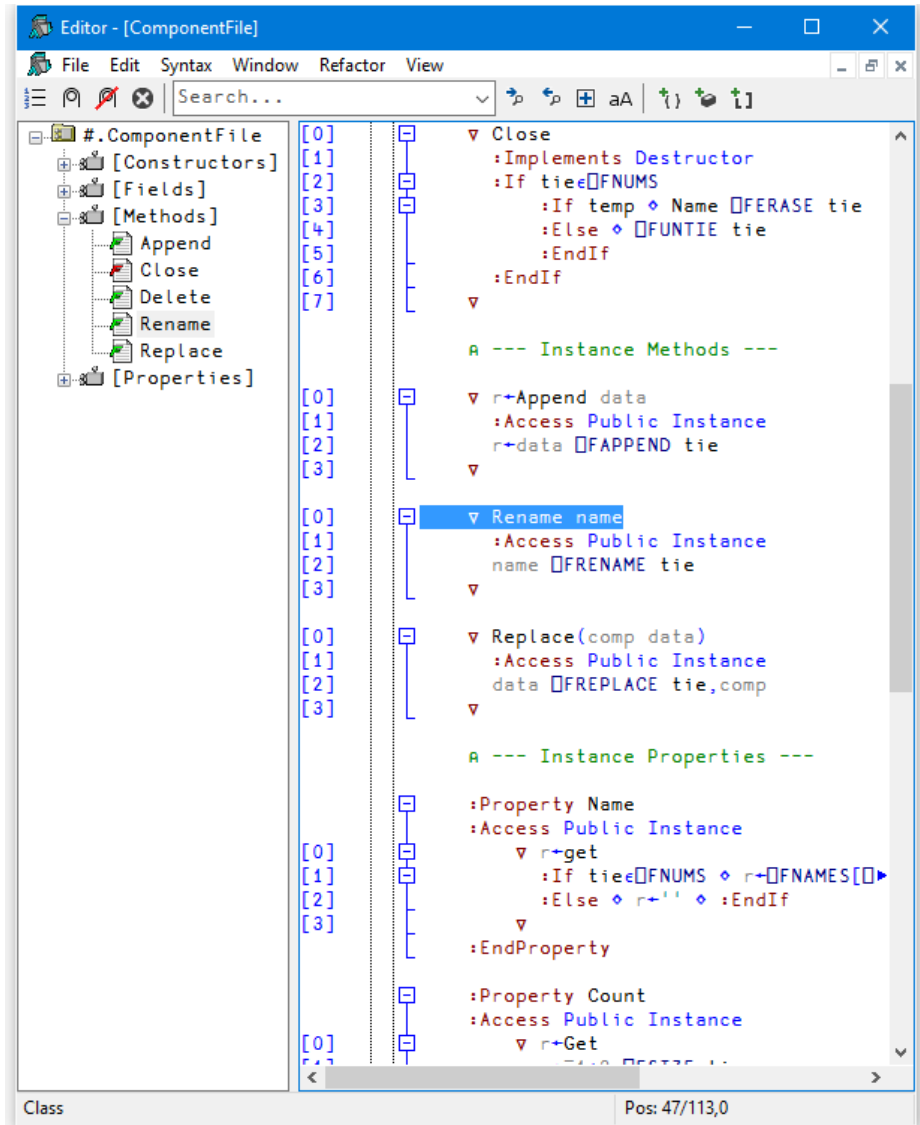 Editor - [ComponentFile]
File Edit Syntax Window Refactor View
Search... aA
#.ComponentFile
[Constructors]
[Fields]
[Methods]
Append
Close
Delete
Rename
Replace
[Properties]
[0] ∇ Close
[1] :Implements Destructor
[2] :If tie∊⎕FNUMS
[3] :If temp ⋄ Name ⎕FERASE tie
[4] :Else ⋄ ⎕FUNTIE tie
[5] :EndIf
[6] :EndIf
[7] ∇
⍝ --- Instance Methods ---
[0] ∇ r←Append data
[1] :Access Public Instance
[2] r←data ⎕FAPPEND tie
[3] ∇
[0] ∇ Rename name
[1] :Access Public Instance
[2] name ⎕FRENAME tie
[3] ∇
[0] ∇ Replace(comp data)
[1] :Access Public Instance
[2] data ⎕FREPLACE tie,comp
[3] ∇
⍝ --- Instance Properties ---
:Property Name
:Access Public Instance
[0] ∇ r←get
[1] :If tie∊⎕FNUMS ⋄ r←⎕FNAMES[⎕
[2] :Else ⋄ r←'' ⋄ :EndIf
[3] ∇
:EndProperty
:Property Count
:Access Public Instance
[0] ∇ r←Get
Class Pos: 47/113,0